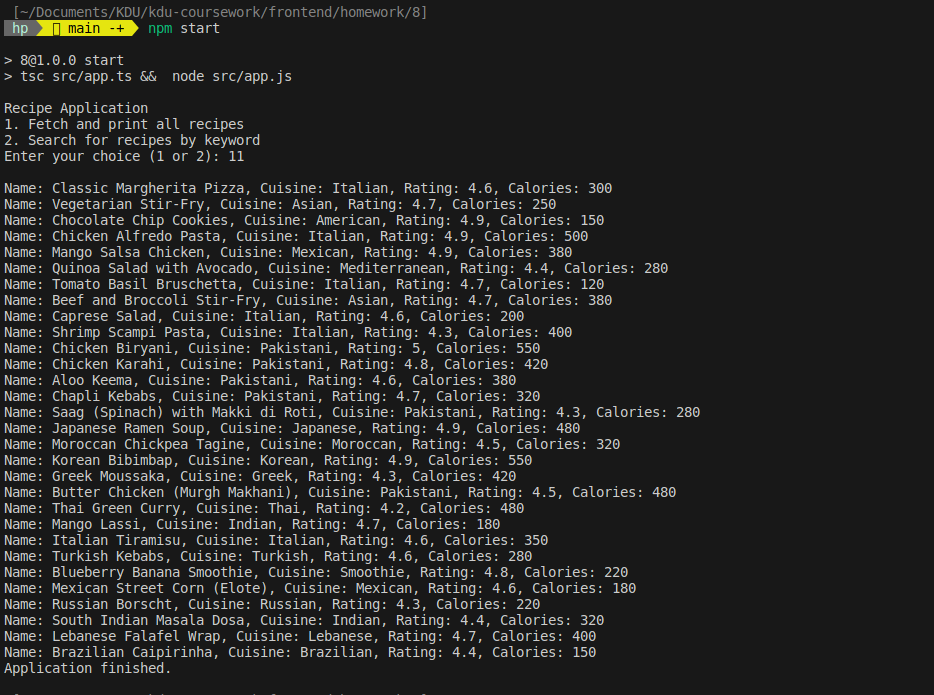 [~/Documents/KDU/kdu-coursework/frontend/homework/8]
hp main -+ npm start
> 8@1.0.0 start
> tsc src/app.ts && node src/app.js
Recipe Application
1. Fetch and print all recipes
2. Search for recipes by keyword
Enter your choice (1 or 2): 11
Name: Classic Margherita Pizza, Cuisine: Italian, Rating: 4.6, Calories: 300
Name: Vegetarian Stir-Fry, Cuisine: Asian, Rating: 4.7, Calories: 250
Name: Chocolate Chip Cookies, Cuisine: American, Rating: 4.9, Calories: 150
Name: Chicken Alfredo Pasta, Cuisine: Italian, Rating: 4.9, Calories: 500
Name: Mango Salsa Chicken, Cuisine: Mexican, Rating: 4.9, Calories: 380
Name: Quinoa Salad with Avocado, Cuisine: Mediterranean, Rating: 4.4, Calories: 280
Name: Tomato Basil Bruschetta, Cuisine: Italian, Rating: 4.7, Calories: 120
Name: Beef and Broccoli Stir-Fry, Cuisine: Asian, Rating: 4.7, Calories: 380
Name: Caprese Salad, Cuisine: Italian, Rating: 4.6, Calories: 200
Name: Shrimp Scampi Pasta, Cuisine: Italian, Rating: 4.3, Calories: 400
Name: Chicken Biryani, Cuisine: Pakistani, Rating: 5, Calories: 550
Name: Chicken Karahi, Cuisine: Pakistani, Rating: 4.8, Calories: 420
Name: Aloo Keema, Cuisine: Pakistani, Rating: 4.6, Calories: 380
Name: Chapli Kebabs, Cuisine: Pakistani, Rating: 4.7, Calories: 320
Name: Saag (Spinach) with Makki di Roti, Cuisine: Pakistani, Rating: 4.3, Calories: 280
Name: Japanese Ramen Soup, Cuisine: Japanese, Rating: 4.9, Calories: 480
Name: Moroccan Chickpea Tagine, Cuisine: Moroccan, Rating: 4.5, Calories: 320
Name: Korean Bibimbap, Cuisine: Korean, Rating: 4.9, Calories: 550
Name: Greek Moussaka, Cuisine: Greek, Rating: 4.3, Calories: 420
Name: Butter Chicken (Murgh Makhani), Cuisine: Pakistani, Rating: 4.5, Calories: 480
Name: Thai Green Curry, Cuisine: Thai, Rating: 4.2, Calories: 480
Name: Mango Lassi, Cuisine: Indian, Rating: 4.7, Calories: 180
Name: Italian Tiramisu, Cuisine: Italian, Rating: 4.6, Calories: 350
Name: Turkish Kebabs, Cuisine: Turkish, Rating: 4.6, Calories: 280
Name: Blueberry Banana Smoothie, Cuisine: Smoothie, Rating: 4.8, Calories: 220
Name: Mexican Street Corn (Elote), Cuisine: Mexican, Rating: 4.6, Calories: 180
Name: Russian Borscht, Cuisine: Russian, Rating: 4.3, Calories: 220
Name: South Indian Masala Dosa, Cuisine: Indian, Rating: 4.4, Calories: 320
Name: Lebanese Falafel Wrap, Cuisine: Lebanese, Rating: 4.7, Calories: 400
Name: Brazilian Caipirinha, Cuisine: Brazilian, Rating: 4.4, Calories: 150
Application finished.